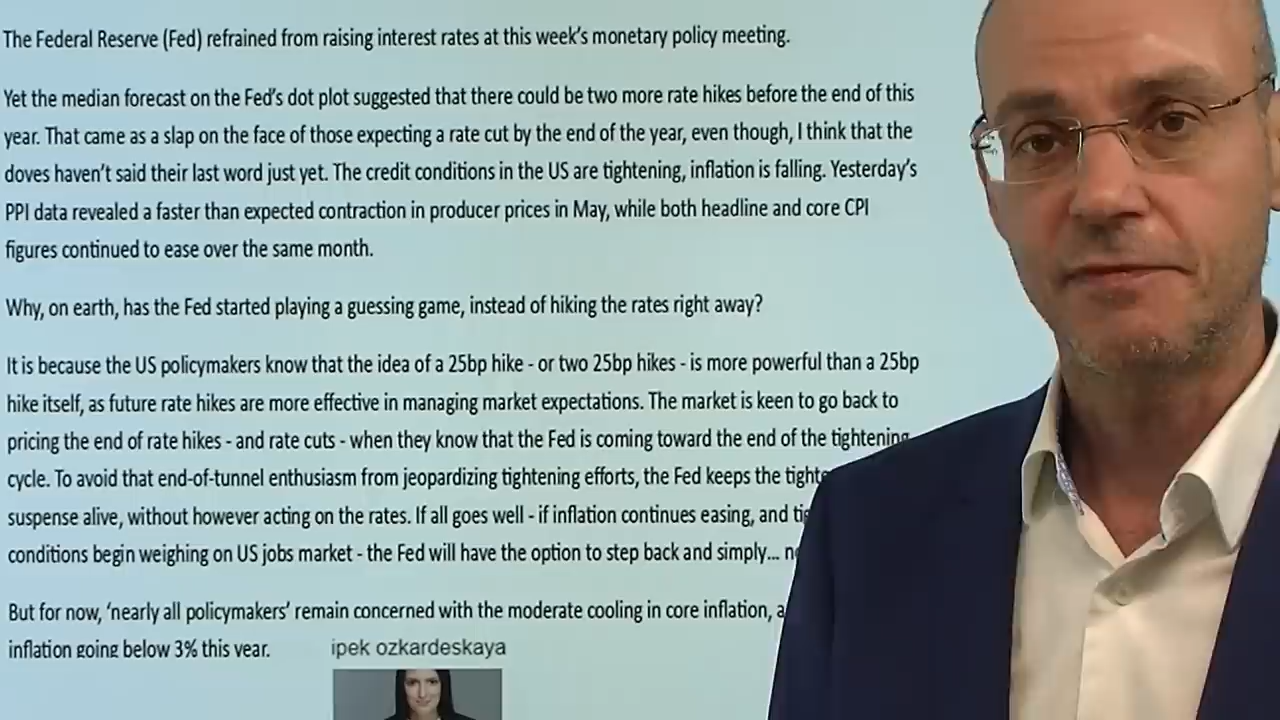 The Federal Reserve (Fed) refrained from raising interest rates at this week's monetary policy meeting.
Yet the median forecast on the Fed's dot plot suggested that there could be two more rate hikes before the end of this
year. That came as a slap on the face of those expecting a rate cut by the end of the year, even though, I think that the
doves haven't said their last word just yet. The credit conditions in the US are tightening, inflation is falling. Yesterday's
PPI data revealed a faster than expected contraction in producer prices in May, while both headline and core CPI
figures continued to ease over the same month.
Why, on earth, has the Fed started playing a guessing game, instead of hiking the rates right away?
It is because the US policymakers know that the idea of a 25bp hike - or two 25bp hikes - is more powerful than a 25bp
hike itself, as future rate hikes are more effective in managing market expectations. The market is keen to go back to
pricing the end of rate hikes - and rate cuts - when they know that the Fed is coming toward the end of the tightening
cycle. To avoid that end-of-tunnel enthusiasm from jeopardizing tightening efforts, the Fed keeps the
suspense alive, without however acting on the rates. If all goes well - if inflation continues easing, and
conditions begin weighing on US jobs market - the Fed will have the option to step back and simply...
But for now, 'nearly all policymakers' remain concerned with the moderate cooling in core inflation,
inflation going below 3% this year.
ipek ozkardeskaya